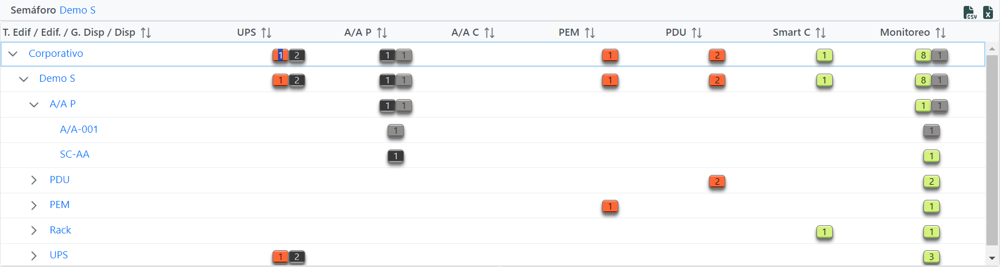 Semáforo Demo S
CSV X
T. Edif / Edif. / G. Disp / Disp UPS A/A P A/A C PEM PDU Smart C Monitoreo
Corporativo 1 2 1 1 1 2 1 8 1
Demo S 1 2 1 1 1 2 1 8 1
A/A P 1 1 1 1
A/A-001 1 1
SC-AA 1 1
PDU 2 2
PEM 1 1
Rack 1 1
UPS 1 2 3